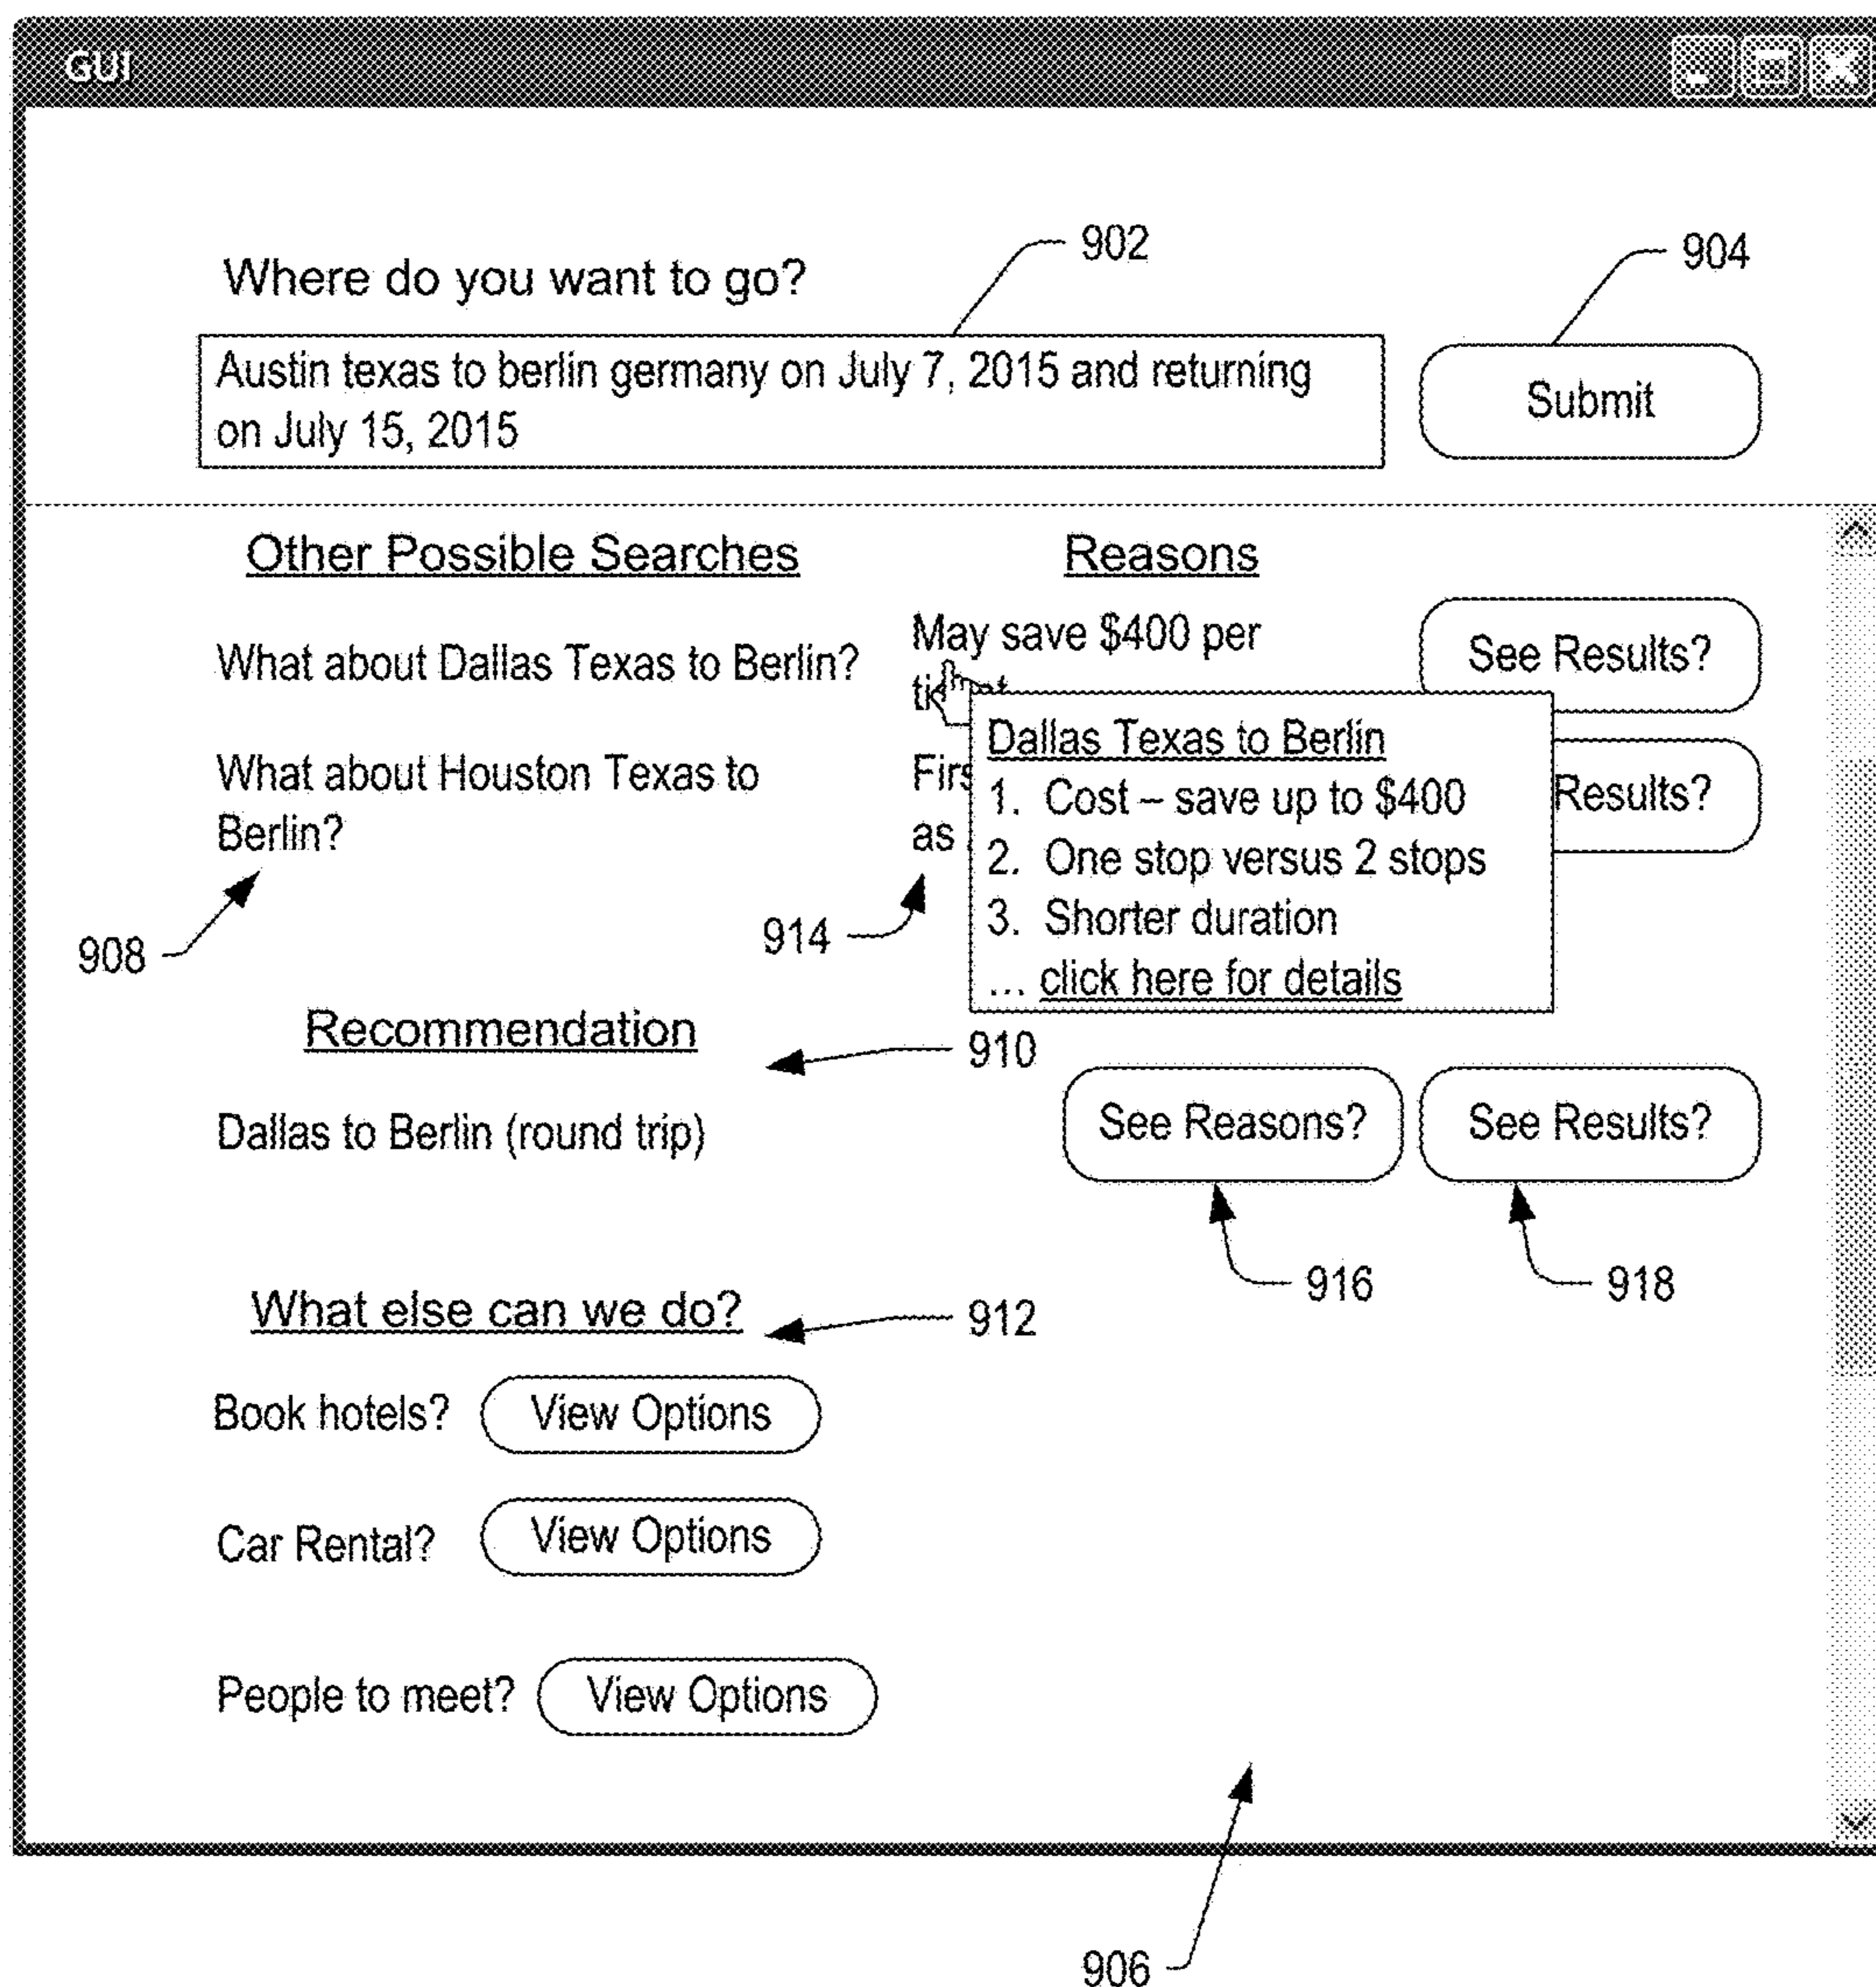 GUI
902
904
Where do you want to go?
Austin texas to berlin germany on July 7, 2015 and returning
on July 15, 2015
Submit
Other Possible Searches
Reasons
What about Dallas Texas to Berlin?
May save $400 per
See Results?
Dallas Texas to Berlin
1. Cost – save up to $400
2. One stop versus 2 stops
3. Shorter duration
... click here for details
What about Houston Texas to
Berlin?
as
Results?
908
914
Recommendation
910
Dallas to Berlin (round trip)
See Reasons?
See Results?
916
918
What else can we do?
912
Book hotels?
View Options
Car Rental?
View Options
People to meet?
View Options
906